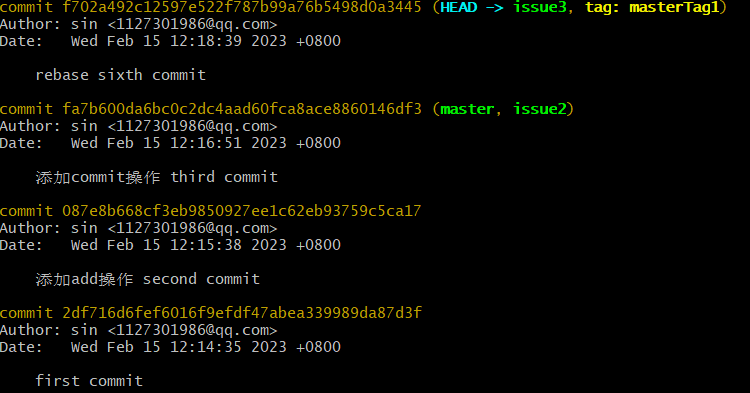 commit f702a492c12597e522f787b99a76b5498d0a3445 (HEAD -> issue3, tag: masterTag1)
Author: sin <1127301986@qq.com>
Date:   Wed Feb 15 12:18:39 2023 +0800
rebase sixth commit
commit fa7b600da6bc0c2dc4aad60fca8ace8860146df3 (master, issue2)
Author: sin <1127301986@qq.com>
Date:   Wed Feb 15 12:16:51 2023 +0800
添加commit操作 third commit
commit 087e8b668cf3eb9850927ee1c62eb93759c5ca17
Author: sin <1127301986@qq.com>
Date:   Wed Feb 15 12:15:38 2023 +0800
添加add操作 second commit
commit 2df716d6fef6016f9efdf47abea339989da87d3f
Author: sin <1127301986@qq.com>
Date:   Wed Feb 15 12:14:35 2023 +0800
first commit